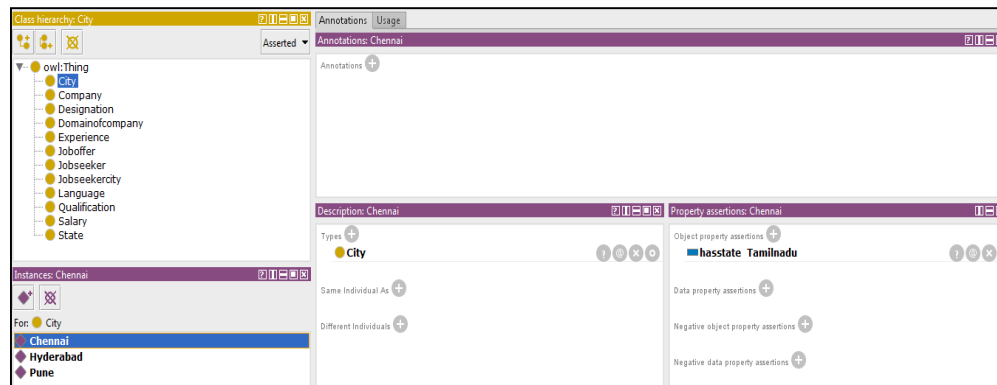 Class hierarchy: City
Asserted
owl:Thing
City
Company
Designation
Domainofcompany
Experience
Joboffer
Jobseeker
Jobseekercity
Language
Qualification
Salary
State
Instances: Chennai
For: City
Chennai
Hyderabad
Pune
Annotations Usage
Annotations: Chennai
Annotations
Description: Chennai
Types
City
Same Individual As
Different Individuals
Property assertions: Chennai
Object property assertions
hasstate Tamilnadu
Data property assertions
Negative object property assertions
Negative data property assertions